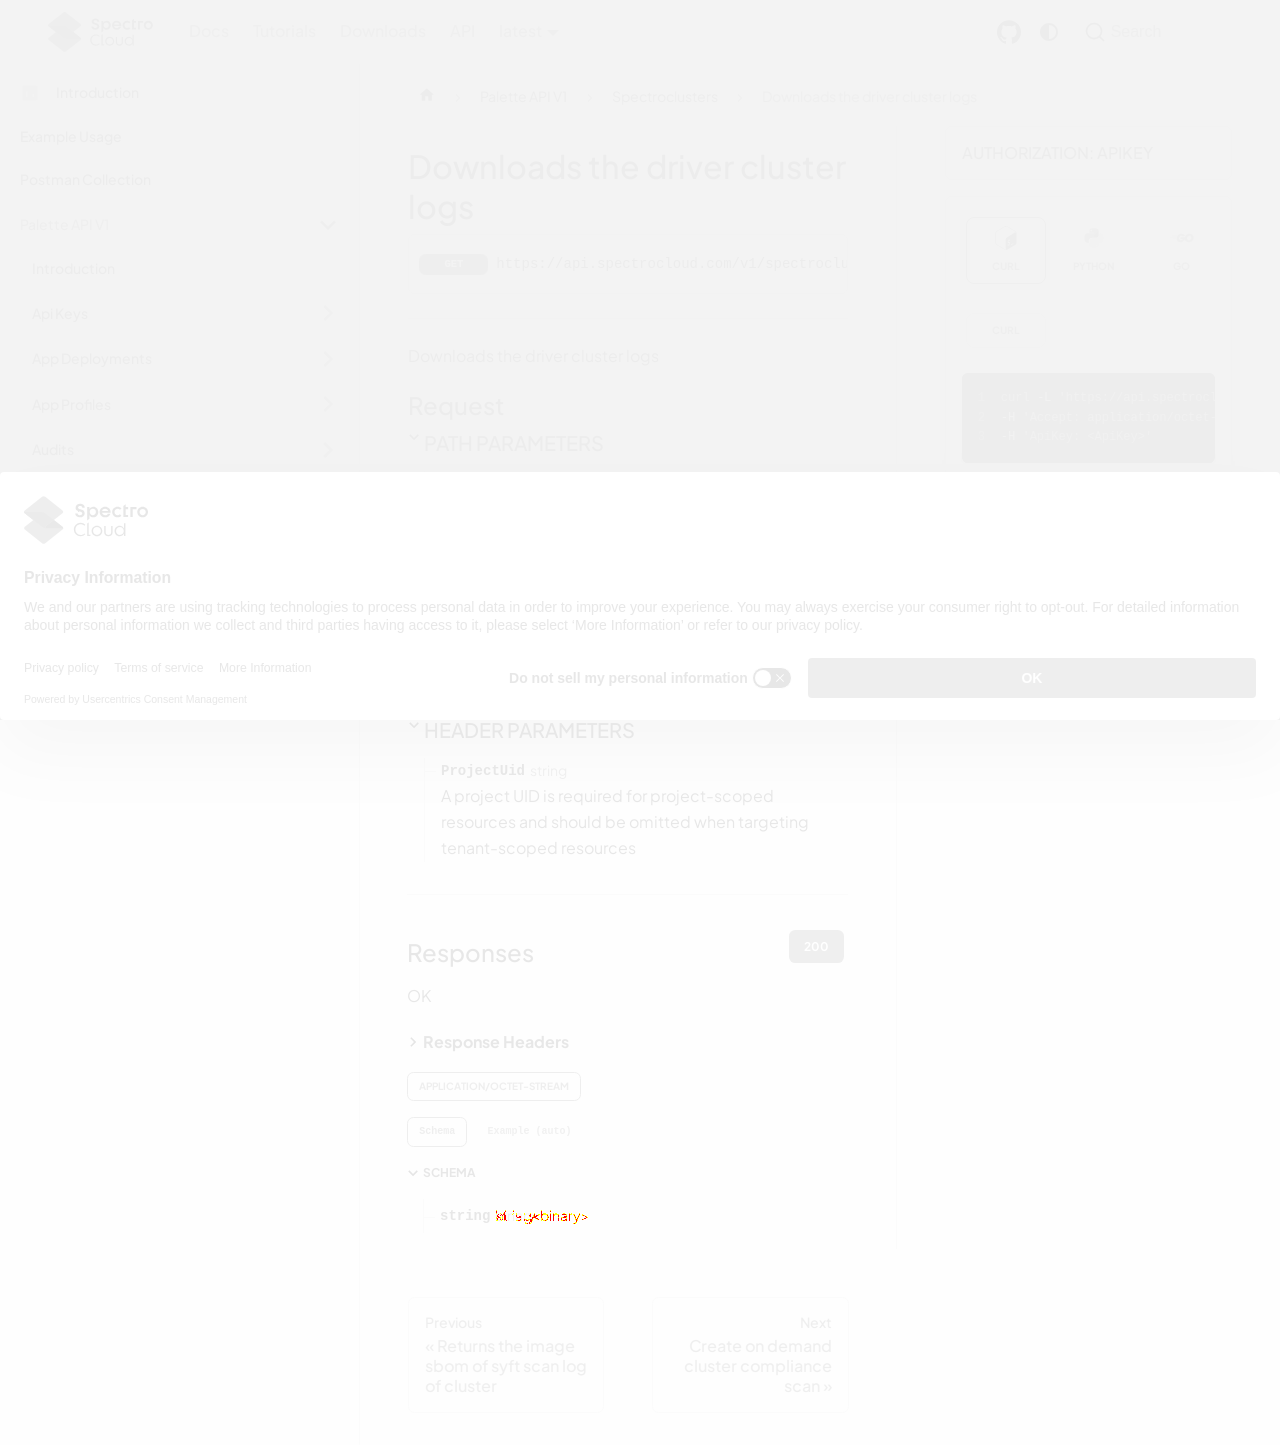 Spectro
Cloud
Docs Tutorials Downloads API latest
Search
Introduction
Example Usage
Postman Collection
Palette API V1
Introduction
Api Keys
App Deployments
App Profiles
Audits
Palette API V1
Spectroclusters
Downloads the driver cluster logs
Downloads the driver cluster
logs
GET https://api.spectrocloud.com/v1/spectroclu
Downloads the driver cluster logs
Request
PATH PARAMETERS
AUTHORIZATION: APIKEY
CURL PYTHON GO
CURL
Spectro
Cloud
Privacy Information
We and our partners are using tracking technologies to process personal data in order to improve your experience. You may always exercise your consumer right to opt-out. For detailed information
about personal information we collect and third parties having access to it, please select 'More Information' or refer to our privacy policy.
Privacy policy Terms of service More Information
Powered by Usercentrics Consent Management
Do not sell my personal information
OK
HEADER PARAMETERS
ProjectUid string
A project UID is required for project-scoped
resources and should be omitted when targeting
tenant-scoped resources
Responses
200
OK
Response Headers
APPLICATION/OCTET-STREAM
Schema Example (auto)
SCHEMA
string <binary>
Previous
« Returns the image
sbom of syft scan log
of cluster
Next
Create on demand
cluster compliance
scan »